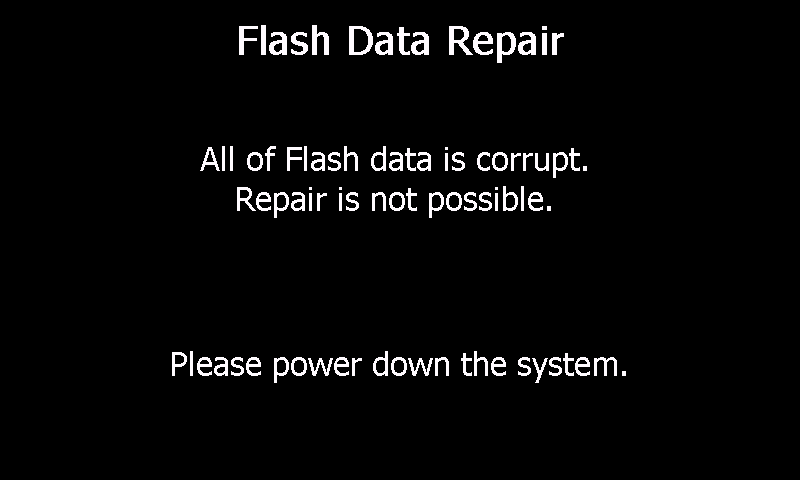 Flash Data Repair
All of Flash data is corrupt.
Repair is not possible.
Please power down the system.